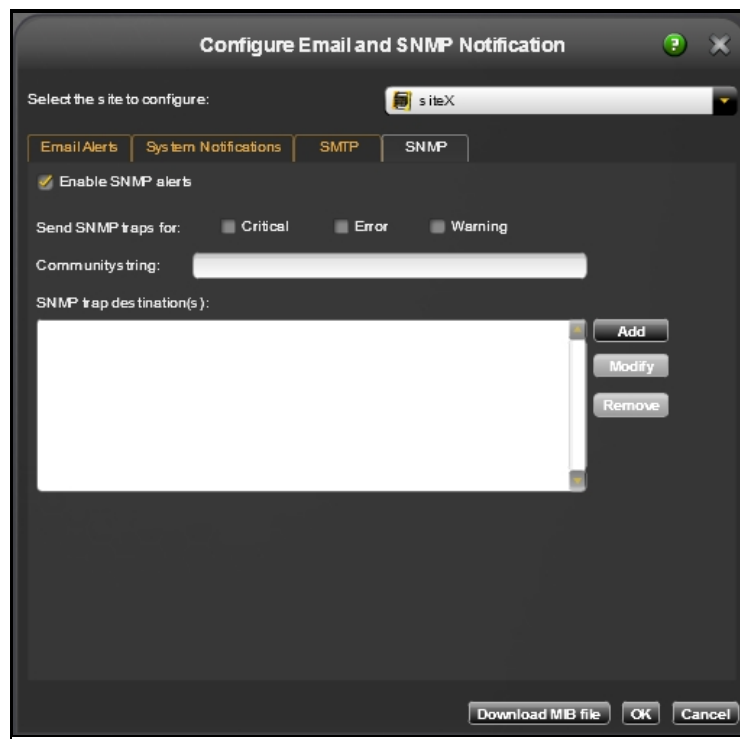 Configure Email and SNMP Notification
Select the site to configure:
siteX
Email Alerts System Notifications SMTP SNMP
Enable SNMP alerts
Send SNMP traps for: Critical Error Warning
Community string:
SNMP trap destination(s):
Add
Modify
Remove
Download MIB file OK Cancel